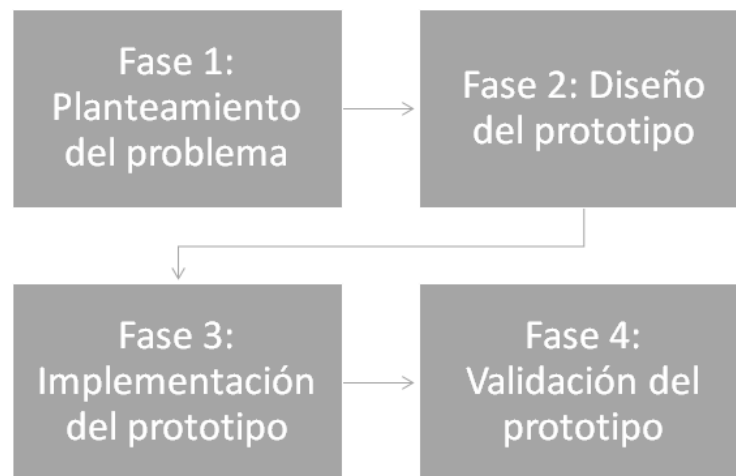 Fase 1:
Planteamiento
del problema
Fase 2: Diseño
del prototipo
Fase 3:
Implementación
del prototipo
Fase 4:
Validación del
prototipo